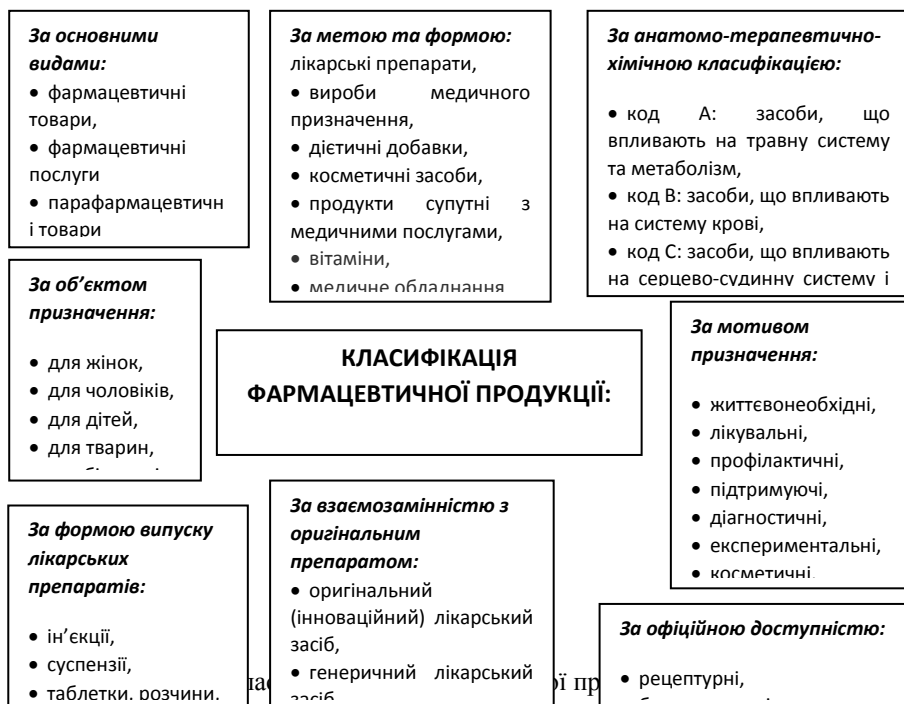 За основними
видами:
• фармацевтичні
товари,
• фармацевтичні
послуги
• парафармацевтичн
і товари
За метою та формою:
лікарські препарати,
• вироби медичного
призначення,
• дієтичні добавки,
• косметичні засоби,
• продукти супутні з
медичними послугами,
• вітаміни,
• медичне обладнання
За анатомо-терапевтично-
хімічною класифікацією:
• код А: засоби, що
впливають на травну систему
та метаболізм,
• код В: засоби, що впливають
на систему крові,
• код С: засоби, що впливають
на серцево-судинну систему і
За об’єктом
призначення:
• для жінок,
• для чоловіків,
• для дітей,
• для тварин,
КЛАСИФІКАЦІЯ
ФАРМАЦЕВТИЧНОЇ ПРОДУКЦІЇ:
За мотивом
призначення:
• життєвонеобхідні,
• лікувальні,
• профілактичні,
• підтримуючі,
• діагностичні,
• експериментальні,
• косметичні.
За формою випуску
лікарських
препаратів:
• ін’єкції,
• суспензії,
• таблетки, розчини,
За взаємозамінністю з
оригінальним
препаратом:
• оригінальний
(інноваційний) лікарський
засіб,
• генеричний лікарський
засіб
За офіційною доступністю:
• рецептурні,